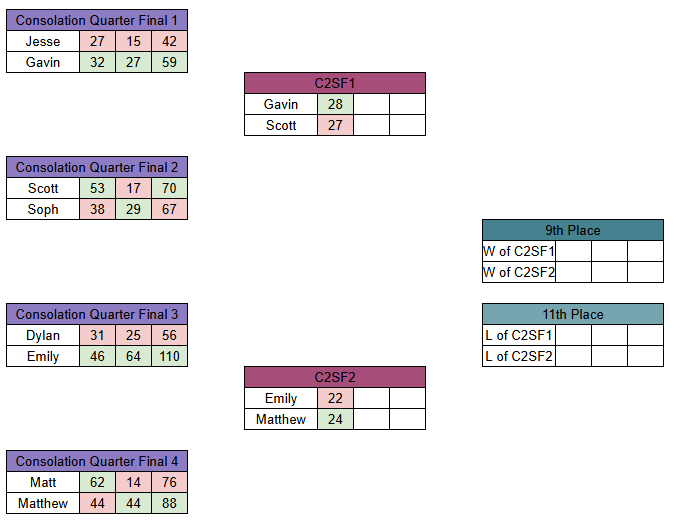 Consolation Quarter Final 1
Jesse 27 15 42
Gavin 32 27 59
C2SF1
Gavin 28
Scott 27
Consolation Quarter Final 2
Scott 53 17 70
Soph 38 29 67
9th Place
W of C2SF1
W of C2SF2
Consolation Quarter Final 3
Dylan 31 25 56
Emily 46 64 110
11th Place
L of C2SF1
L of C2SF2
C2SF2
Emily 22
Matthew 24
Consolation Quarter Final 4
Matt 62 14 76
Matthew 44 44 88